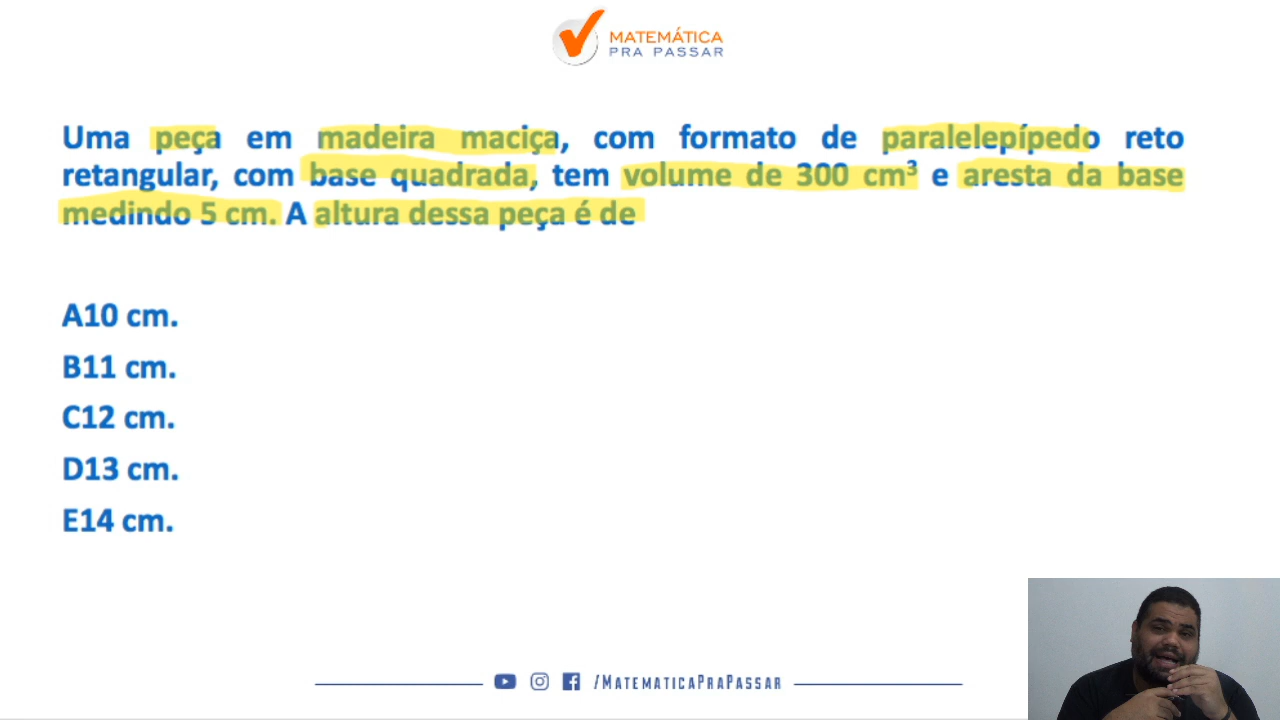 MATEMÁTICA
PRA PASSAR
Uma peça em madeira maciça, com formato de paralelepípedo reto
retangular, com base quadrada, tem volume de 300 cm³ e aresta da base
medindo 5 cm. A altura dessa peça é de
A10 cm.
B11 cm.
C12 cm.
D13 cm.
E14 cm.
/MATEMATICAPRAPASSAR